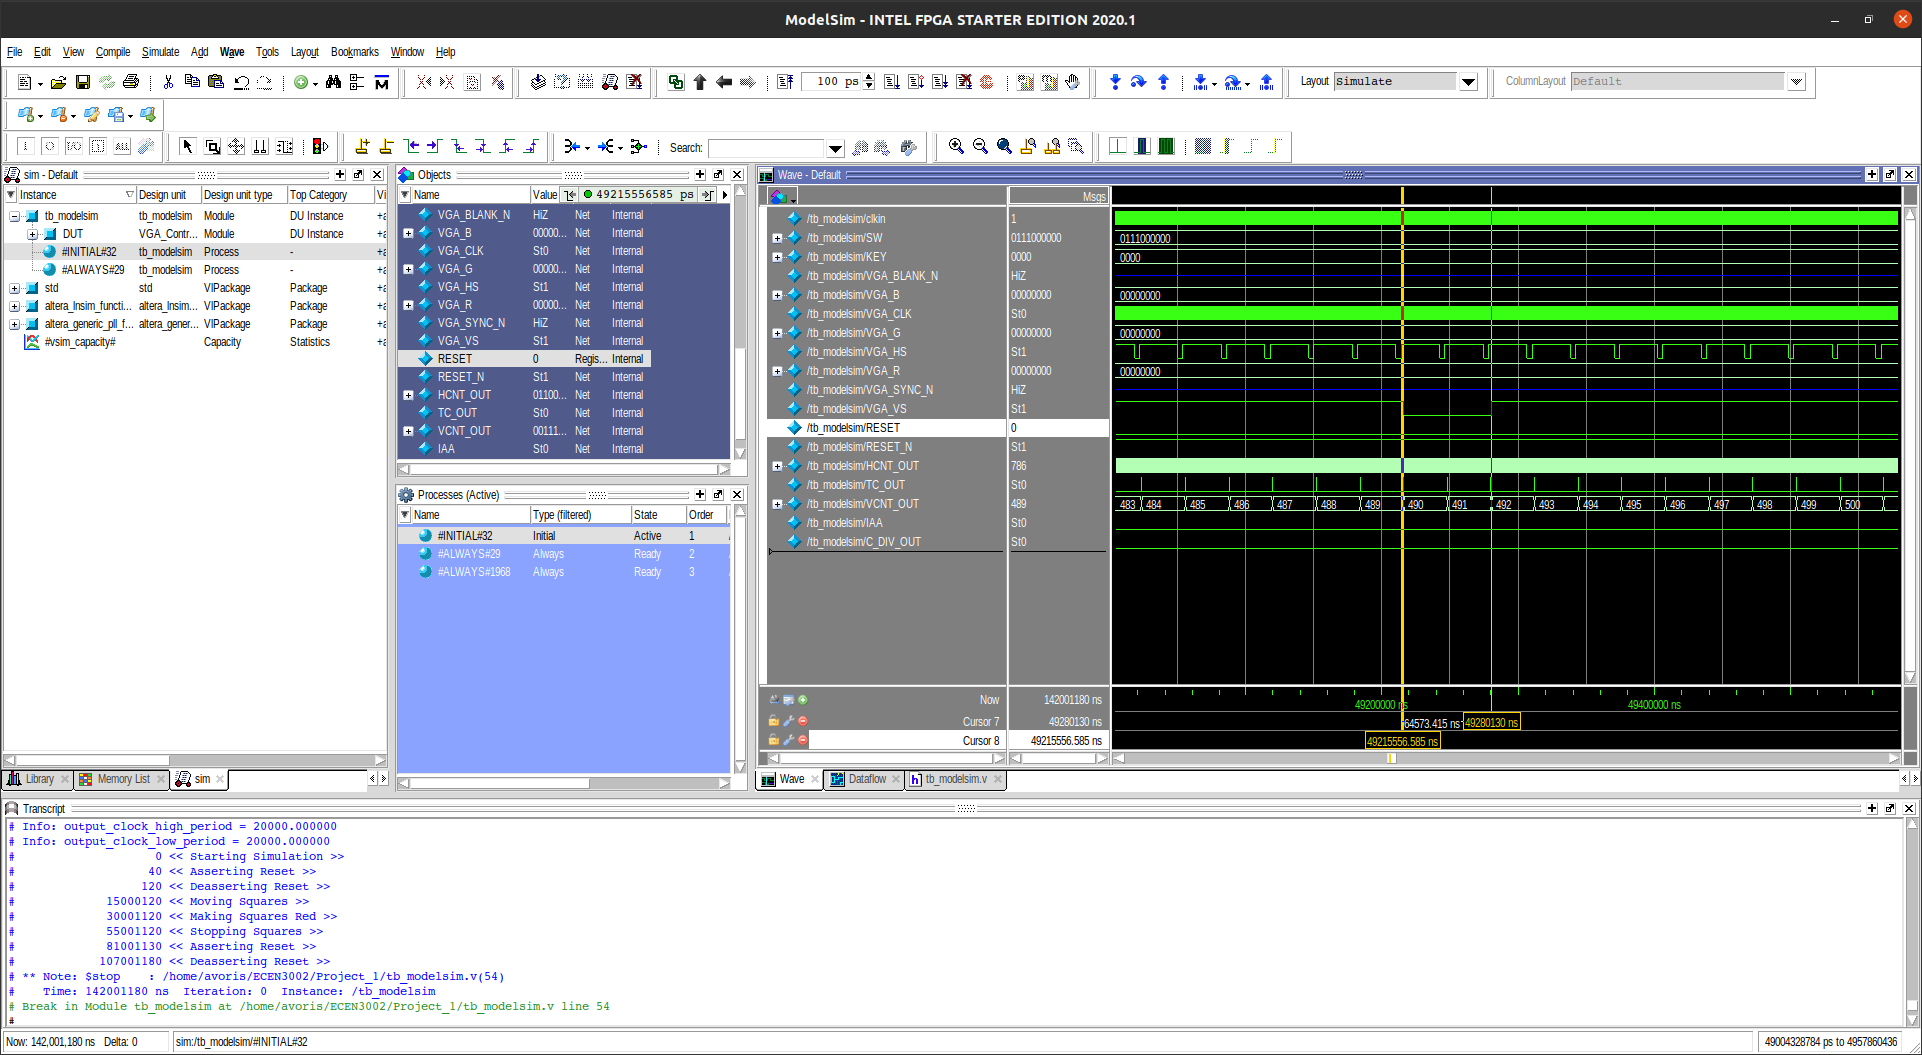 ModelSim - INTEL FPGA STARTER EDITION 2020.1
File Edit View Compile Simulate Add Wave Tools Layout Bookmarks Window Help
100 ps
Layout Simulate
ColumnLayout Default
Search:
sim - Default
Instance Design unit Design unit type Top Category Vi
tb_modelsim tb_modelsim Module DU Instance +a
DUT VGA_Contr... Module DU Instance +a
#INITIAL#32 tb_modelsim Process - +a
#ALWAYS#29 tb_modelsim Process - +a
std std VIPackage Package +a
altera_lnsim_functi... altera_lnsim... VIPackage Package +a
altera_generic_pll_f... altera_gener... VIPackage Package +a
#vsim_capacity# Capacity Statistics +a
Library Memory List sim
Objects
Name Value 49215556585 ps
VGA_BLANK_N HiZ Net Internal
VGA_B 00000... Net Internal
VGA_CLK St0 Net Internal
VGA_G 00000... Net Internal
VGA_HS St1 Net Internal
VGA_R 00000... Net Internal
VGA_SYNC_N HiZ Net Internal
VGA_VS St1 Net Internal
RESET 0 Regis... Internal
RESET_N St1 Net Internal
HCNT_OUT 01100... Net Internal
TC_OUT St0 Net Internal
VCNT_OUT 00111... Net Internal
IAA St0 Net Internal
Processes (Active)
Name Type (filtered) State Order
#INITIAL#32 Initial Active 1
#ALWAYS#29 Always Ready 2
#ALWAYS#1968 Always Ready 3
Wave - Default
Msgs
/tb_modelsim/clkin 1
/tb_modelsim/SW 0111000000 0111000000
/tb_modelsim/KEY 0000 0000
/tb_modelsim/VGA_BLANK_N HiZ
/tb_modelsim/VGA_B 00000000 00000000
/tb_modelsim/VGA_CLK St0
/tb_modelsim/VGA_G 00000000 00000000
/tb_modelsim/VGA_HS St1
/tb_modelsim/VGA_R 00000000 00000000
/tb_modelsim/VGA_SYNC_N HiZ
/tb_modelsim/VGA_VS St1
/tb_modelsim/RESET 0
/tb_modelsim/RESET_N St1
/tb_modelsim/HCNT_OUT 786
/tb_modelsim/TC_OUT St0
/tb_modelsim/VCNT_OUT 489 483 484 485 486 487 488 489 490 491 492 493 494 495 496 497 498 499 500
/tb_modelsim/IAA St0
/tb_modelsim/C_DIV_OUT St0
Now 142001180 ns 49200000 ns 49400000 ns
Cursor 7 49280130 ns 64573.415 ns 49280130 ns
Cursor 8 49215556.585 ns 49215556.585 ns
Wave Dataflow tb_modelsim.v
Transcript
# Info: output_clock_high_period = 20000.000000
# Info: output_clock_low_period = 20000.000000
# 0 << Starting Simulation >>
# 40 << Asserting Reset >>
# 120 << Deasserting Reset >>
# 15000120 << Moving Squares >>
# 30001120 << Making Squares Red >>
# 55001120 << Stopping Squares >>
# 81001130 << Asserting Reset >>
# 107001180 << Deasserting Reset >>
# ** Note: $stop : /home/avoris/ECEN3002/Project_1/tb_modelsim.v(54)
# Time: 142001180 ns Iteration: 0 Instance: /tb_modelsim
# Break in Module tb_modelsim at /home/avoris/ECEN3002/Project_1/tb_modelsim.v line 54
#
Now: 142,001,180 ns Delta: 0 sim:/tb_modelsim/#INITIAL#32 49004328784 ps to 4957860436